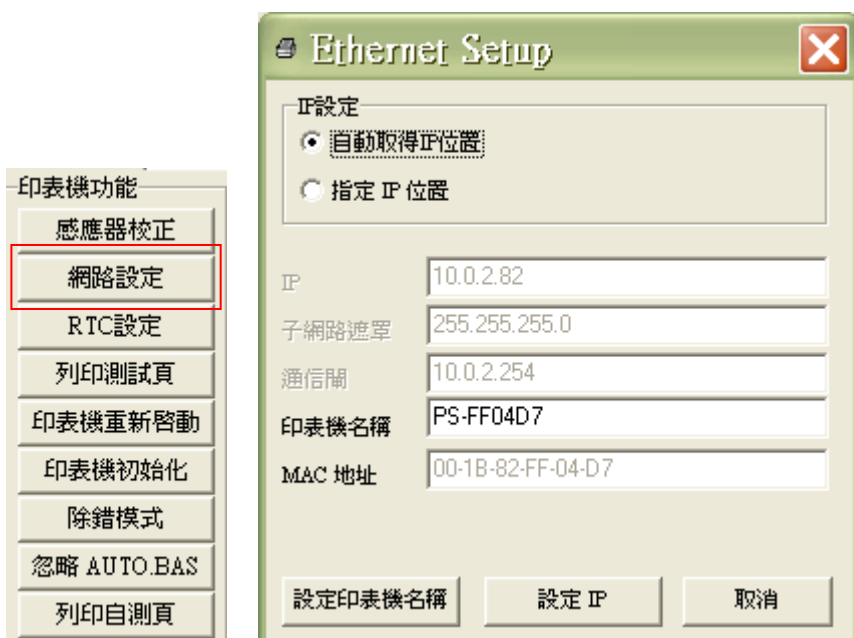 印表機功能
感應器校正
網路設定
RTC設定
列印測試頁
印表機重新啓動
印表機初始化
除錯模式
忽略 AUTO.BAS
列印自測頁
Ethernet Setup
IP設定
自動取得IP位置
指定 IP 位置
IP 10.0.2.82
子網路遮罩 255.255.255.0
通信閘 10.0.2.254
印表機名稱 PS-FF04D7
MAC 地址 00-1B-82-FF-04-D7
設定印表機名稱 設定 IP 取消